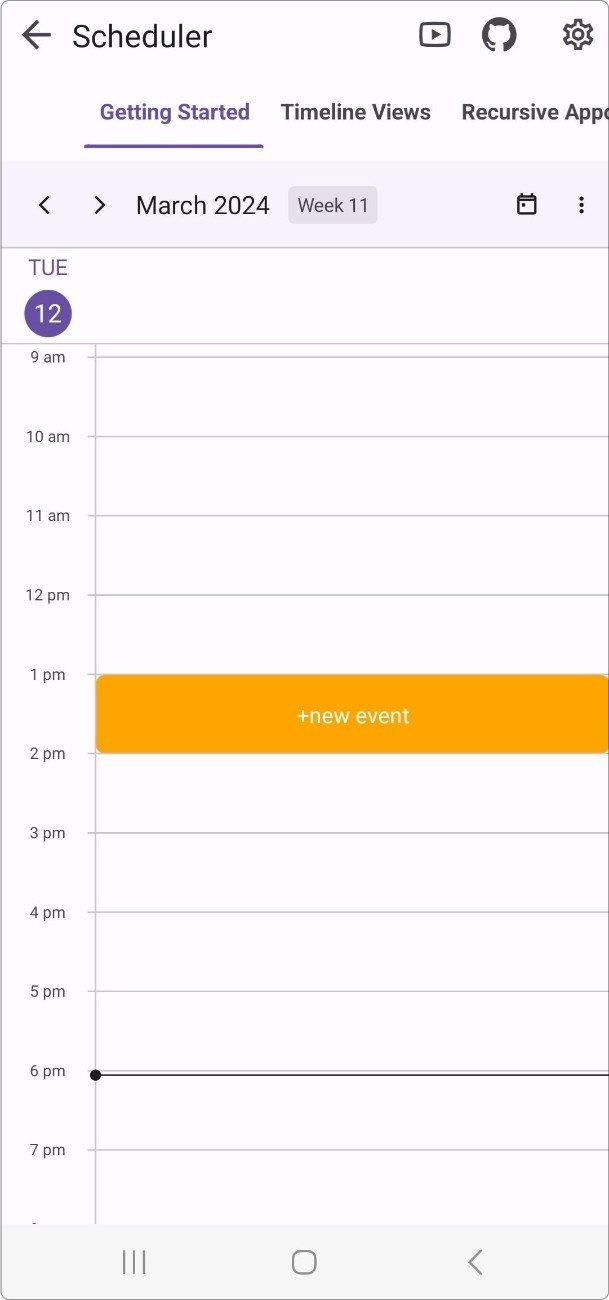 Scheduler
Getting Started Timeline Views Recursive Appo
March 2024 Week 11
TUE
12
9 am
10 am
11 am
12 pm
1 pm
+new event
2 pm
3 pm
4 pm
5 pm
6 pm
7 pm